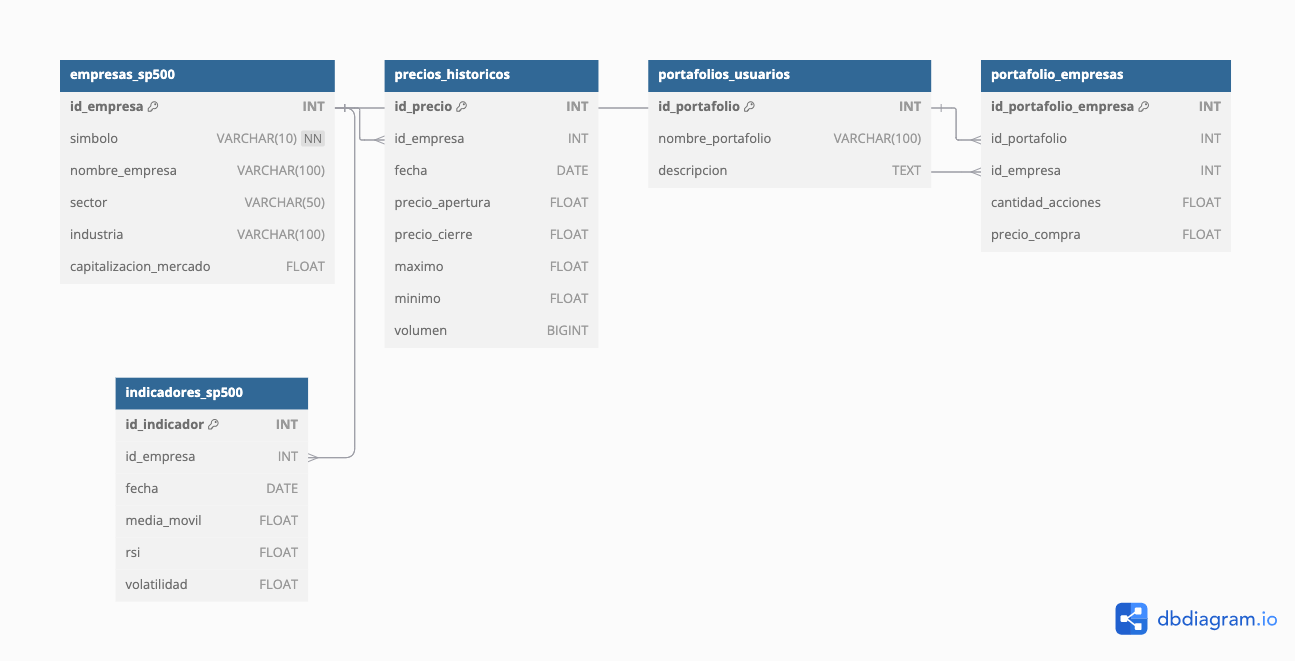 empresas_sp500
id_empresa INT
simbolo VARCHAR(10) NN
nombre_empresa VARCHAR(100)
sector VARCHAR(50)
industria VARCHAR(100)
capitalizacion_mercado FLOAT
precios_historicos
id_precio INT
id_empresa INT
fecha DATE
precio_apertura FLOAT
precio_cierre FLOAT
maximo FLOAT
minimo FLOAT
volumen BIGINT
portafolios_usuarios
id_portafolio INT
nombre_portafolio VARCHAR(100)
descripcion TEXT
portafolio_empresas
id_portafolio_empresa INT
id_portafolio INT
id_empresa INT
cantidad_acciones FLOAT
precio_compra FLOAT
indicadores_sp500
id_indicador INT
id_empresa INT
fecha DATE
media_movil FLOAT
rsi FLOAT
volatilidad FLOAT
dbdiagram.io